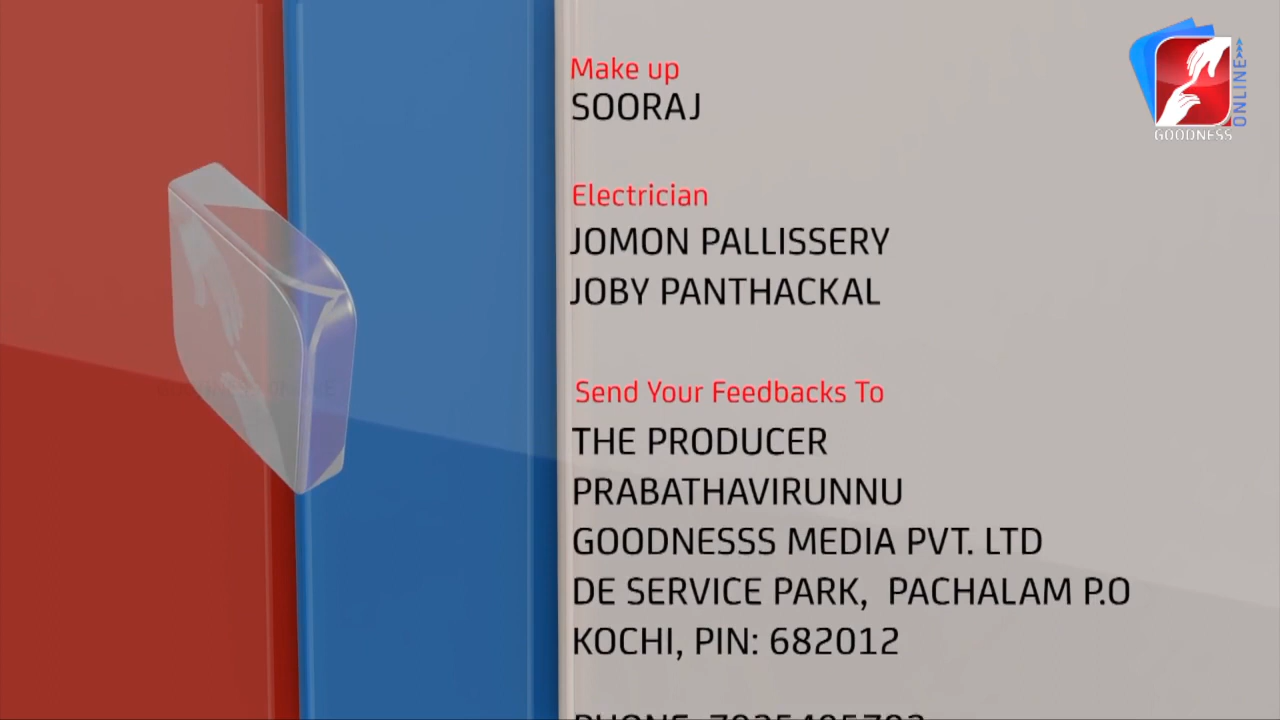 Make up
SOORAJ
GOODNESS
ONLINE
Electrician
JOMON PALLISSERY
JOBY PANTHACKAL
Send Your Feedbacks To
THE PRODUCER
PRABATHAVIRUNNU
GOODNESSS MEDIA PVT. LTD
DE SERVICE PARK, PACHALAM P.O
KOCHI, PIN: 682012